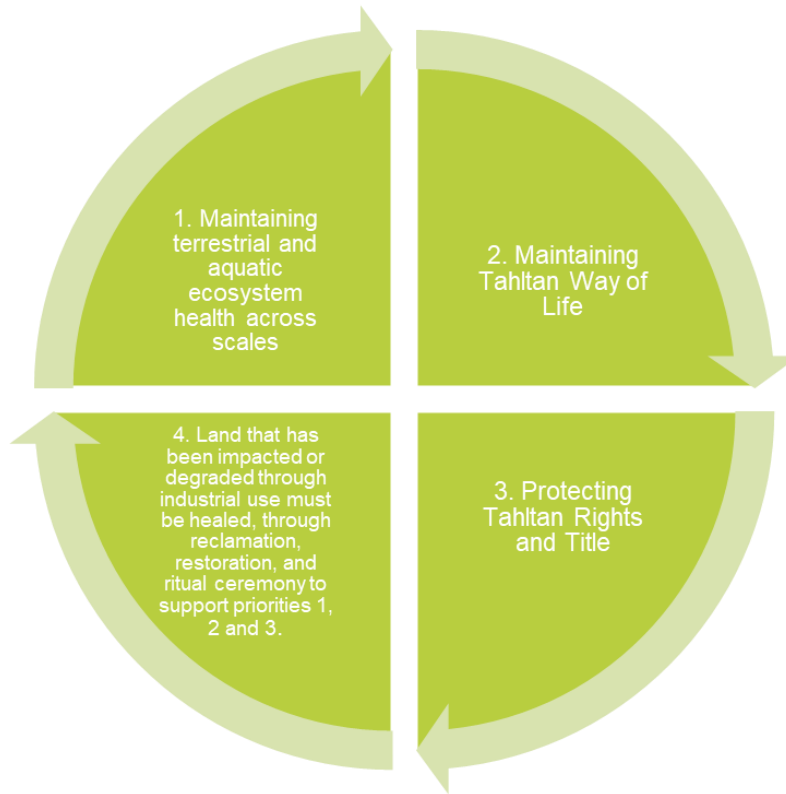 1. Maintaining
terrestrial and
aquatic
ecosystem
health across
scales
2. Maintaining
Tahltan Way of
Life
3. Protecting
Tahltan Rights
and Title
4. Land that has
been impacted or
degraded through
industrial use must
be healed, through
reclamation,
restoration, and
ritual ceremony to
support priorities 1,
2 and 3.